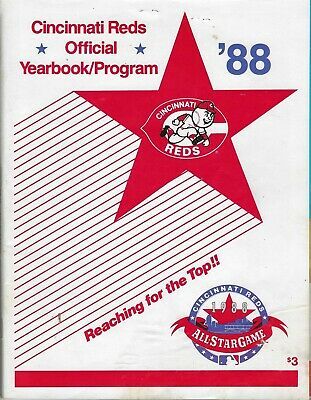 Cincinnati Reds
Official
Yearbook/Program
'88
CINCINNATI
REDS
Reaching for the Top!!
CINCINNATI REDS
1988
ALL STAR GAME
$3